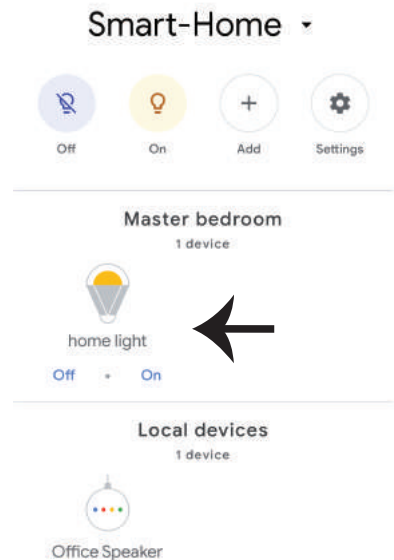 Smart-Home
Off On Add Settings
Master bedroom
1 device
home light
Off • On
Local devices
1 device
Office Speaker